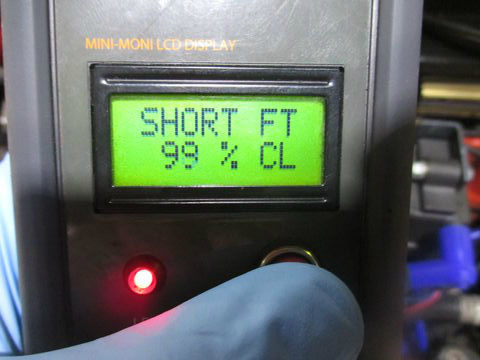 MINI-MONI LCD DISPLAY
SHORT FT
99 % CL